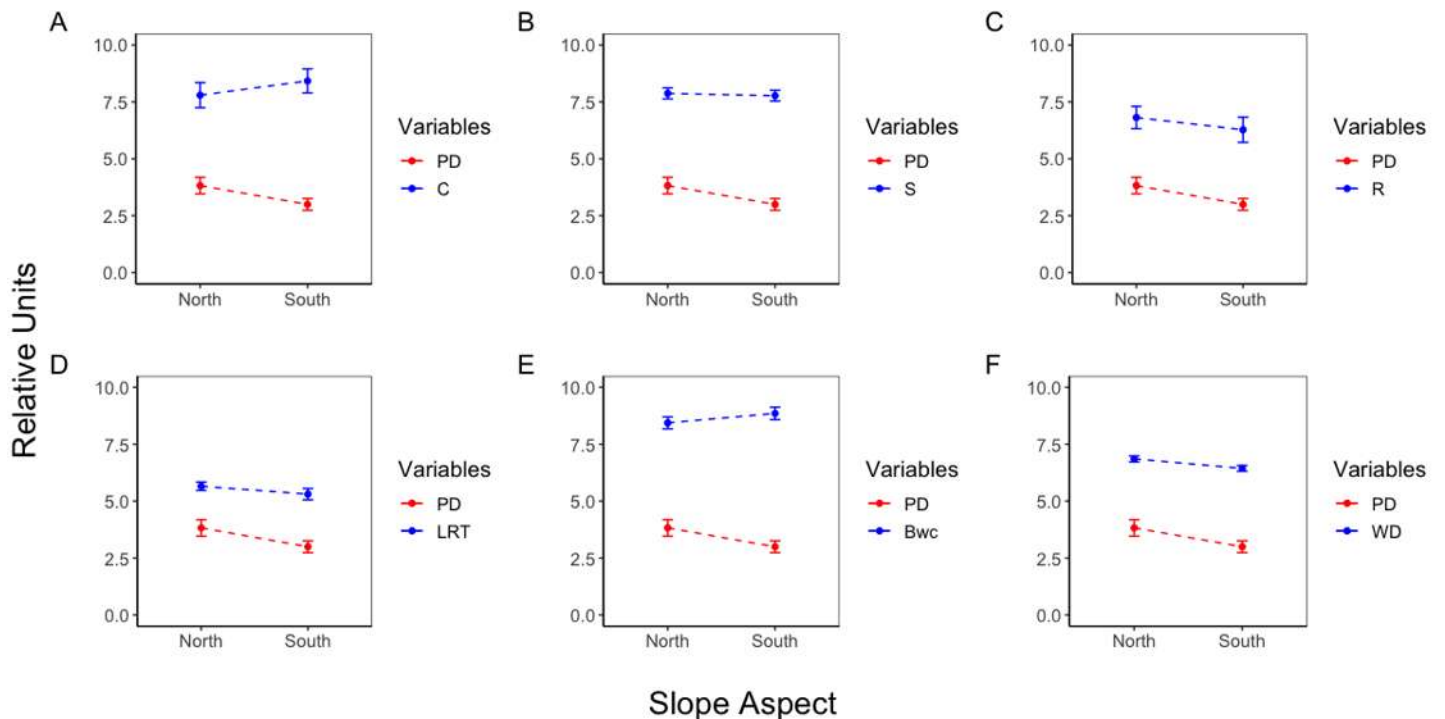 A
10.0
7.5
5.0
2.5
0.0
North South
Variables
PD
C
B
10.0
7.5
5.0
2.5
0.0
North South
Variables
PD
S
C
10.0
7.5
5.0
2.5
0.0
North South
Variables
PD
R
Relative Units
D
10.0
7.5
5.0
2.5
0.0
North South
Variables
PD
LRT
E
10.0
7.5
5.0
2.5
0.0
North South
Variables
PD
Bwc
F
10.0
7.5
5.0
2.5
0.0
North South
Variables
PD
WD
Slope Aspect